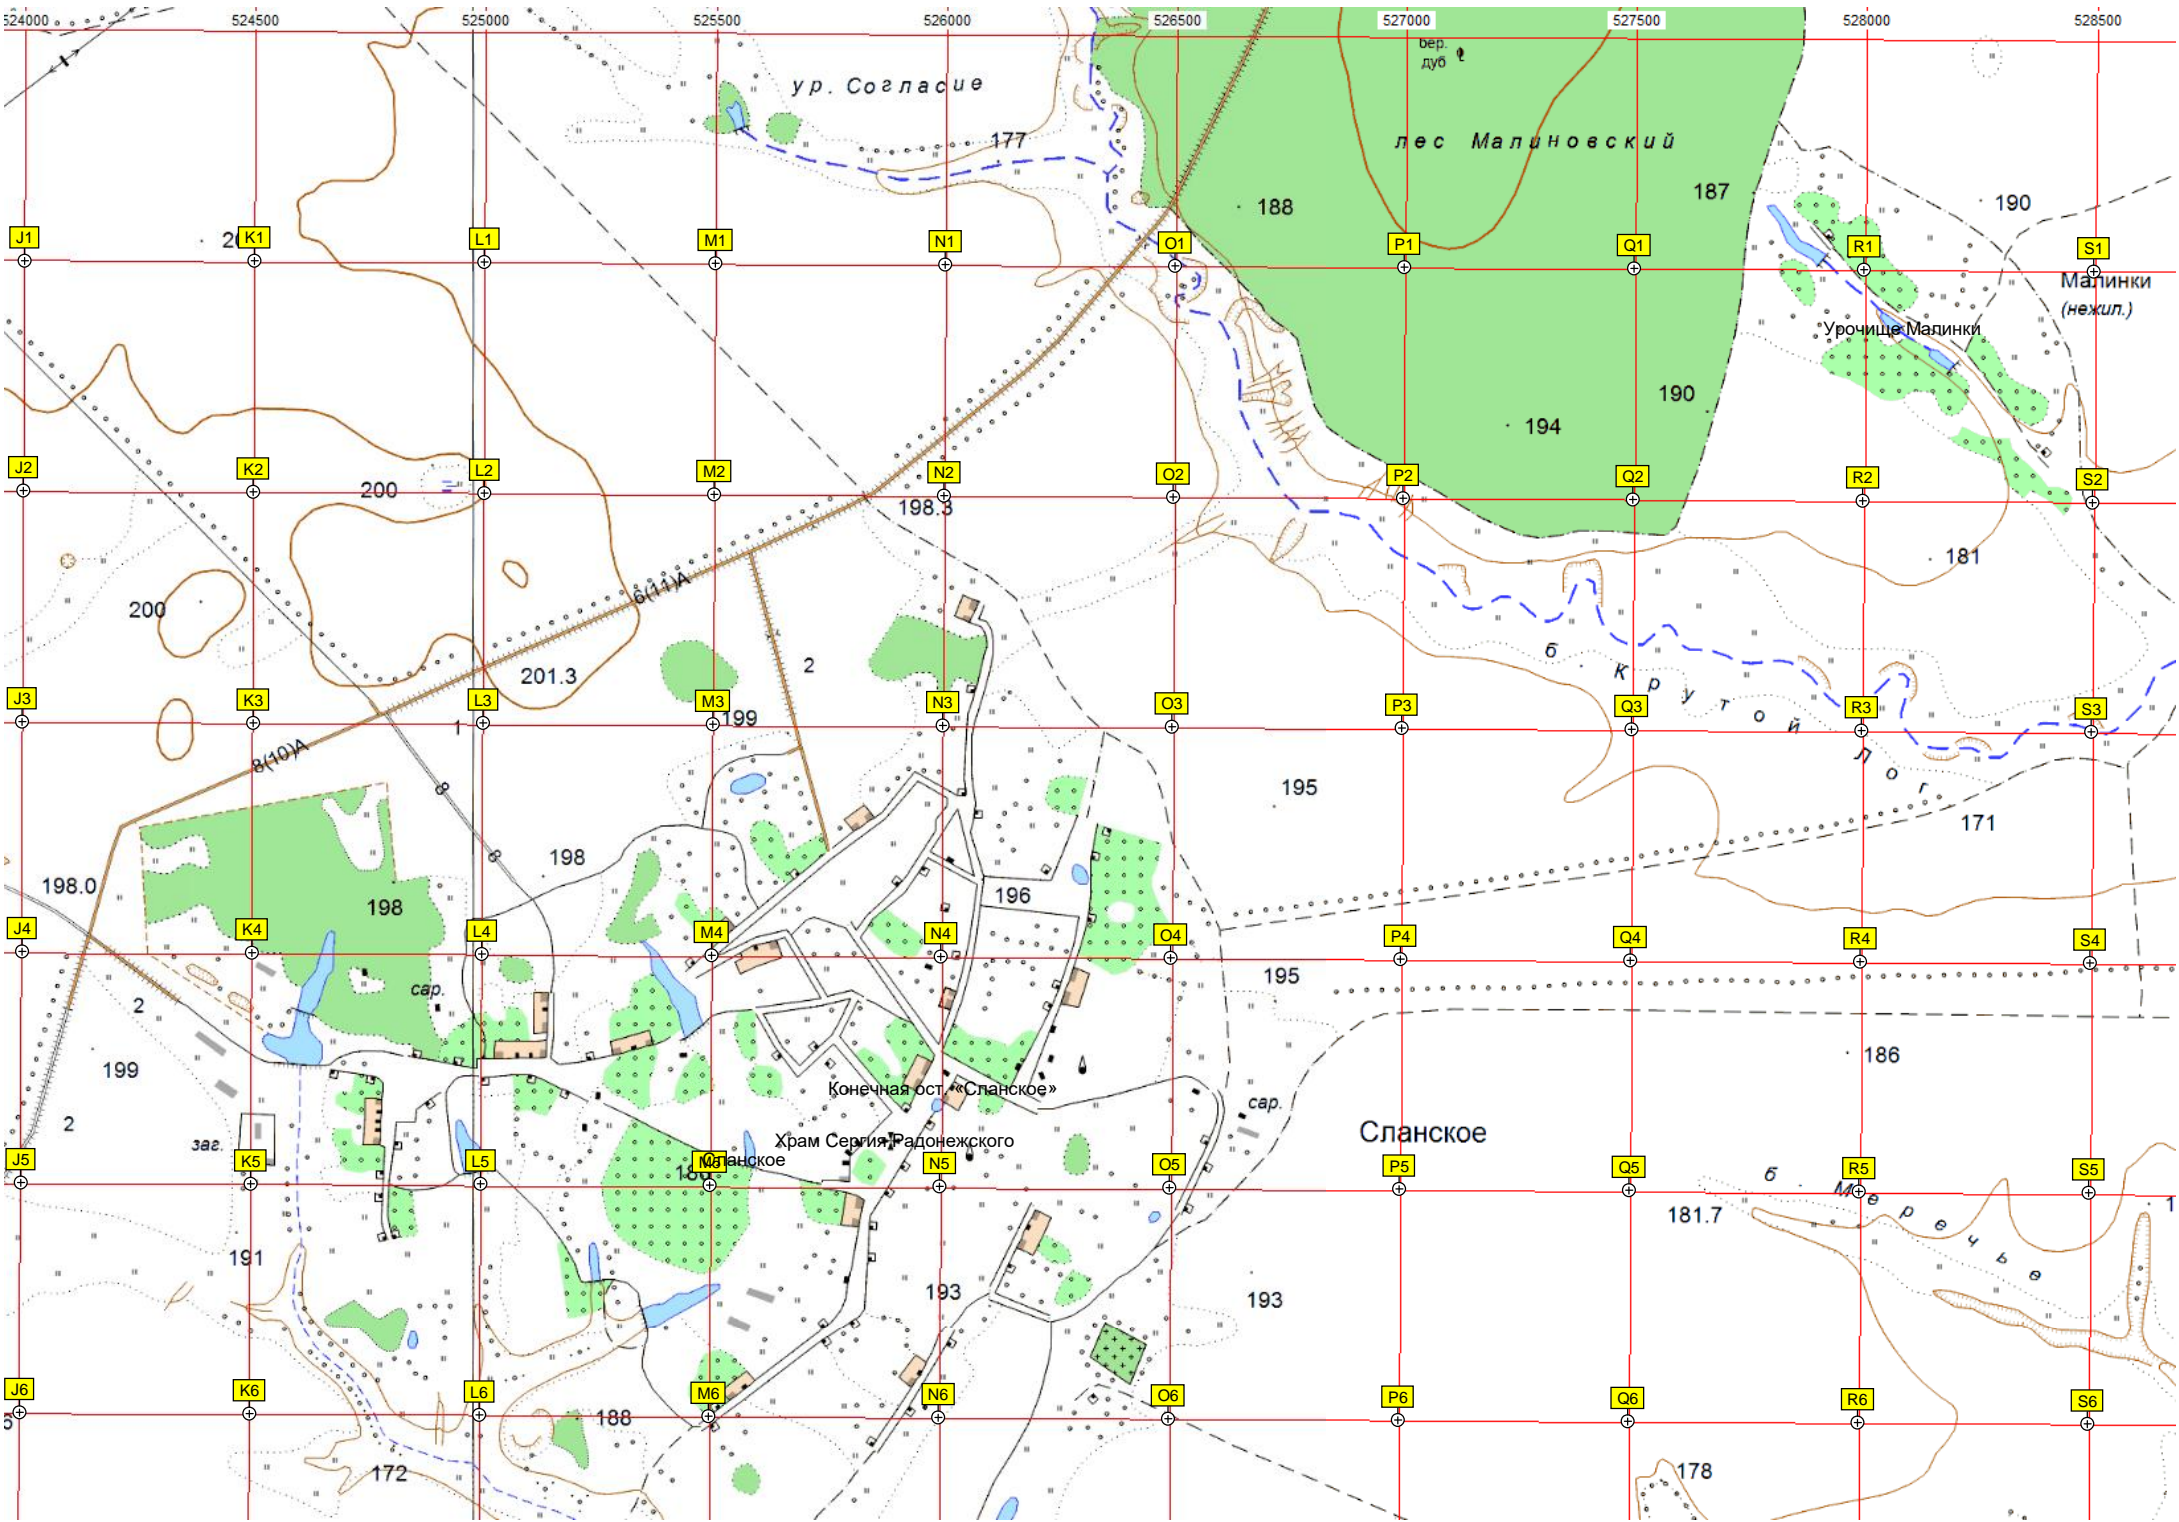 524000 524500 525000 525500 526000 526500 527000 527500 528000 528500
бер.
дуб
ур. Согласие
177
лес Малиновский
188
187
190
J1 K1 L1 M1 N1 O1 P1 Q1 R1 S1
Малинки
(нежил.)
Урочище Малинки
190
194
J2 K2 L2 M2 N2 O2 P2 Q2 R2 S2
200
198.3
181
6(11)А
200
2
201.3
б. Крутой Лог
J3 K3 L3 M3 N3 O3 P3 Q3 R3 S3
199
1
8(10)А
8
195
171
8
198
198.0
198
196
J4 K4 L4 M4 N4 O4 P4 Q4 R4 S4
195
сар.
2
186
199
Конечная ост. «Сланское»
сар.
2
Сланское
заг.
Храм Сергия Радонежского
Сланское
J5 K5 L5 N5 O5 P5 Q5 R5 S5
б. Меречье
181.7
191
193
193
J6 K6 L6 M6 N6 O6 P6 Q6 R6 S6
188
172
178